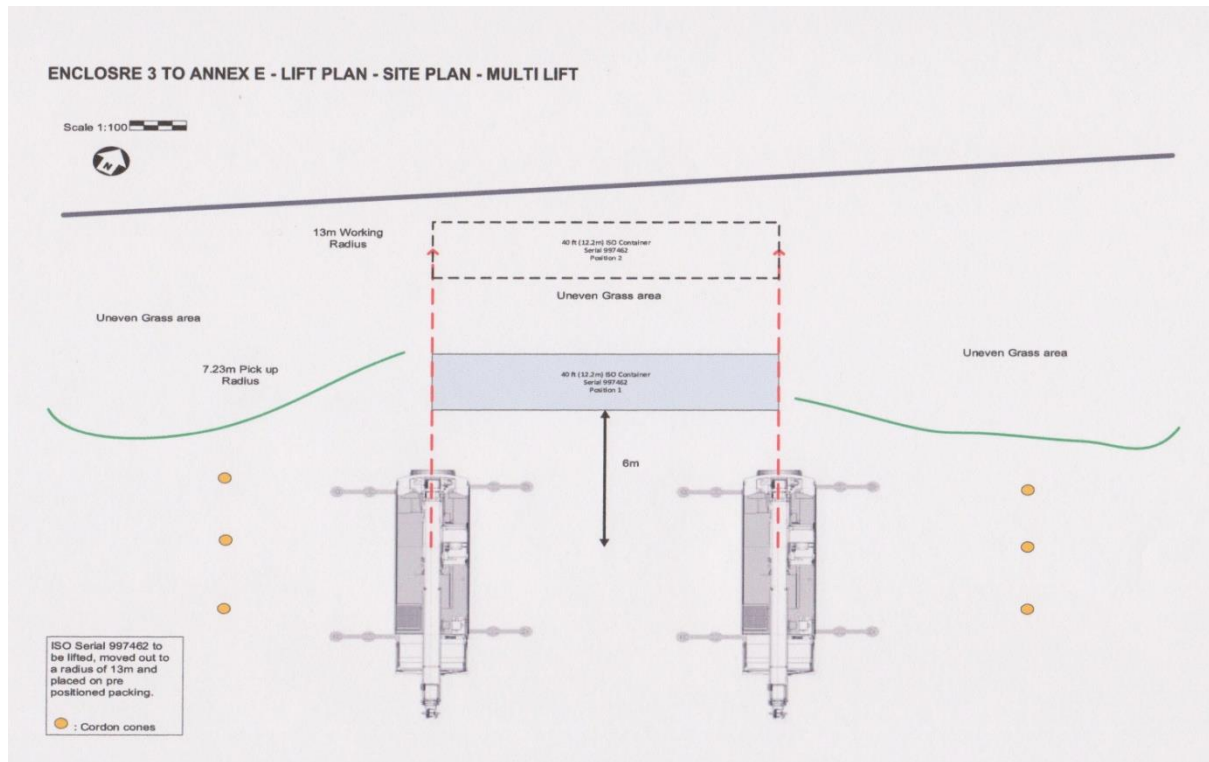 ENCLOSRE 3 TO ANNEX E - LIFT PLAN - SITE PLAN - MULTI LIFT
Scale 1:100
N
13m Working
Radius
40 ft (12.2m) ISO Container
Serial 997462
Position 2
Uneven Grass area
Uneven Grass area
Uneven Grass area
7.23m Pick up
Radius
40 ft (12.2m) ISO Container
Serial 997462
Position 1
6m
ISO Serial 997462 to
be lifted, moved out to
a radius of 13m and
placed on pre
positioned packing.
: Cordon cones